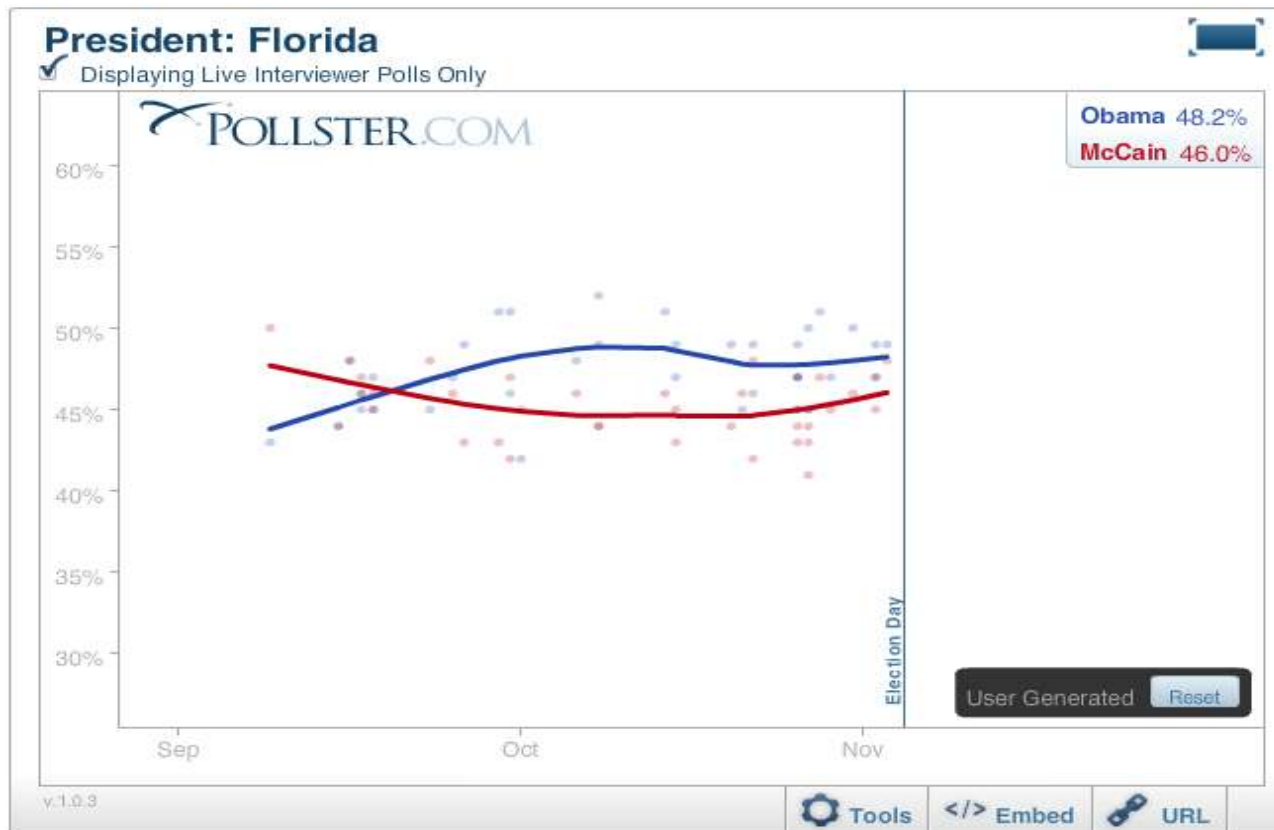 President: Florida
Displaying Live Interviewer Polls Only
POLLSTER.COM
Obama 48.2%
McCain 46.0%
60%
55%
50%
45%
40%
35%
30%
Election Day
User Generated Reset
Sep Oct Nov
v.1.0.3
Tools </> Embed URL